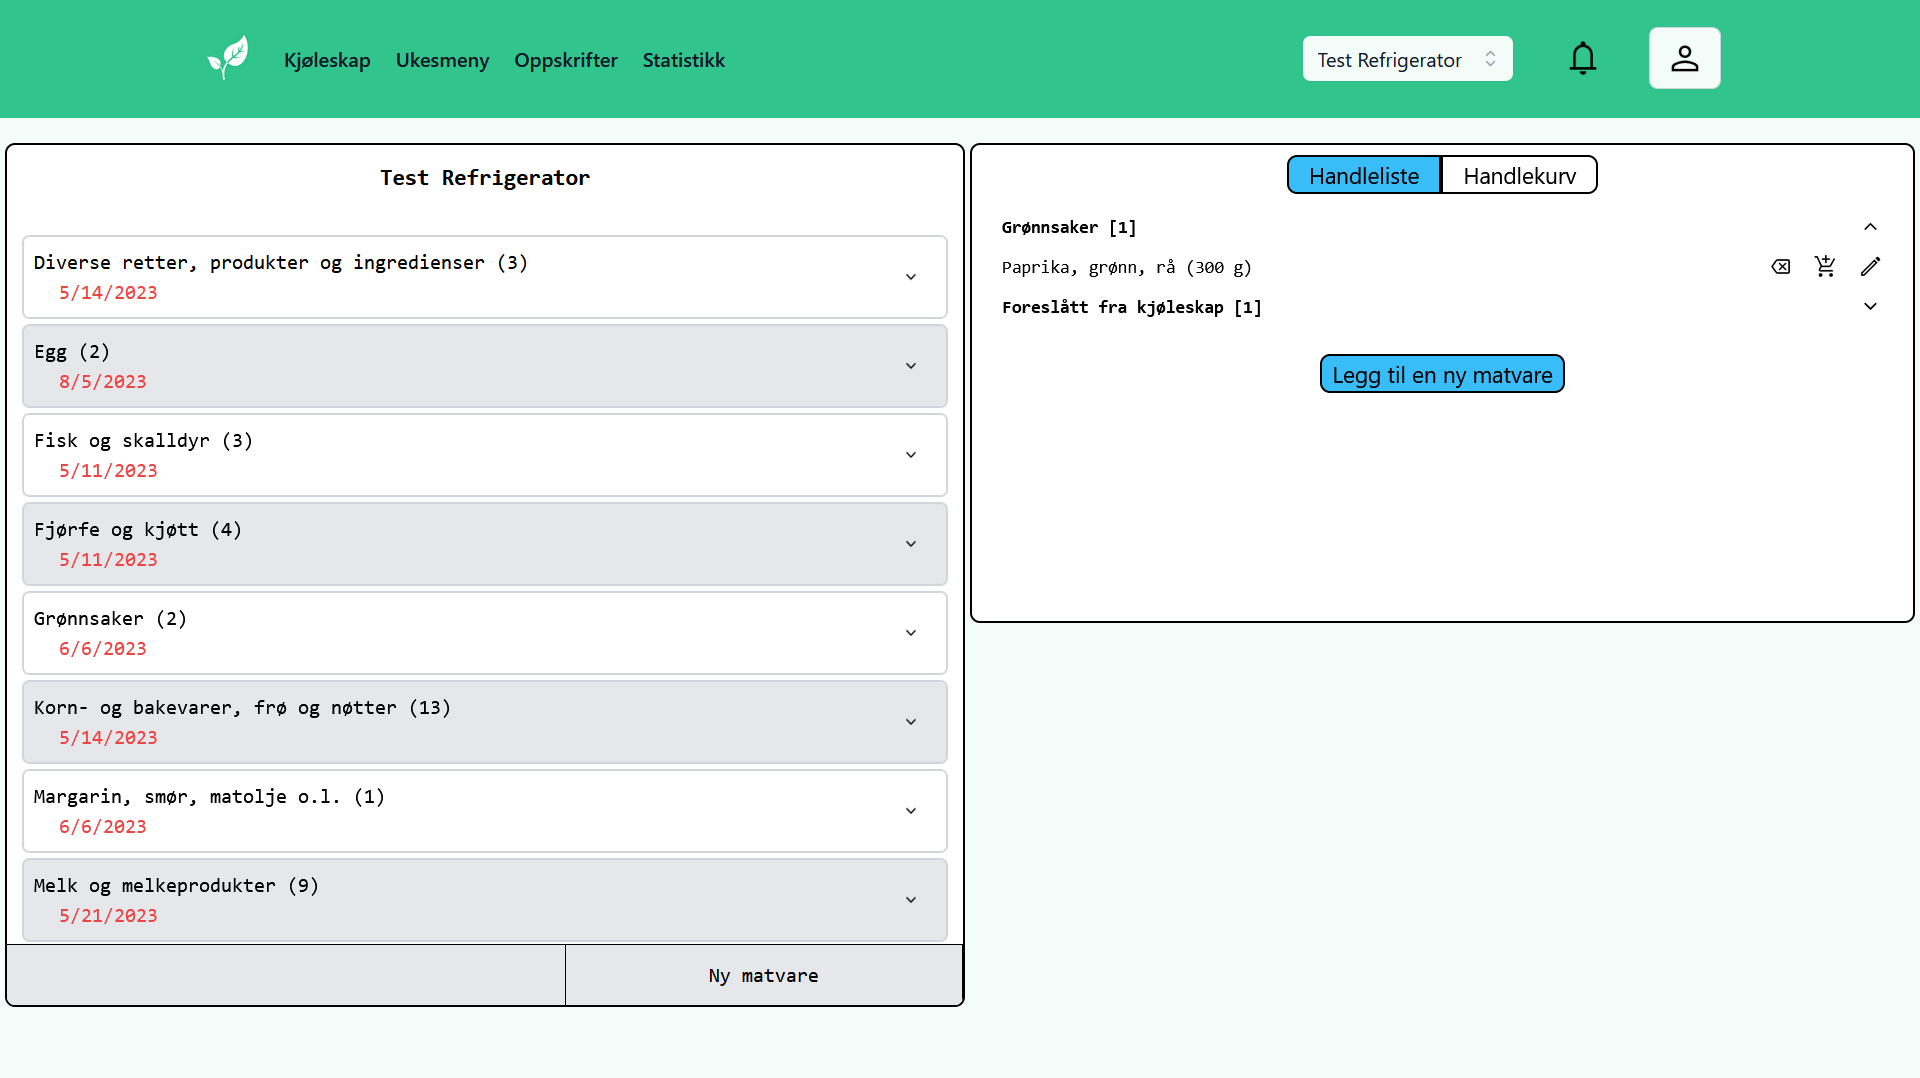 Kjøleskap Ukesmeny Oppskrifter Statistikk Test Refrigerator
Test Refrigerator
Diverse retter, produkter og ingredienser (3)
5/14/2023
Egg (2)
8/5/2023
Fisk og skalldyr (3)
5/11/2023
Fjørfe og kjøtt (4)
5/11/2023
Grønnsaker (2)
6/6/2023
Korn- og bakevarer, frø og nøtter (13)
5/14/2023
Margarin, smør, matolje o.l. (1)
6/6/2023
Melk og melkeprodukter (9)
5/21/2023
Ny matvare
Handleliste Handlekurv
Grønnsaker [1]
Paprika, grønn, rå (300 g)
Foreslått fra kjøleskap [1]
Legg til en ny matvare